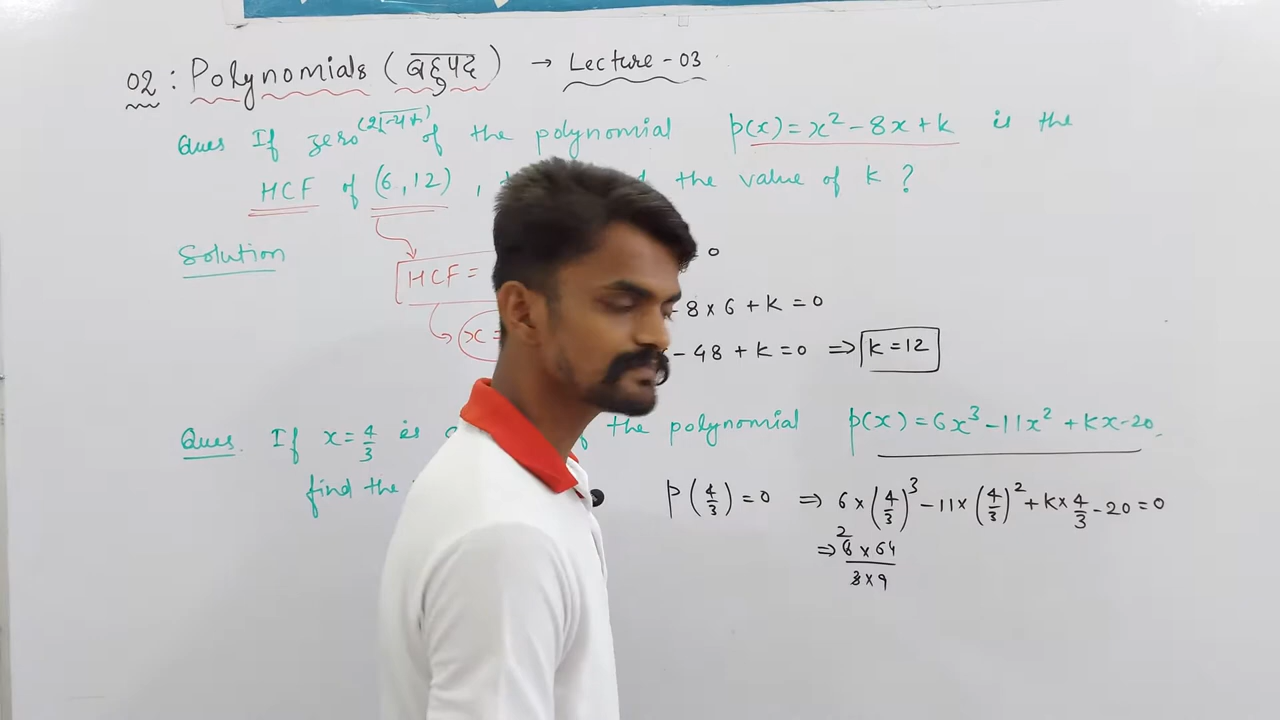 02 : Polynomials (बहुपद) → Lecture - 03
Ques If zero of the polynomial p(x) = x² - 8x + k is the
HCF of (6, 12) , the value of k ?
Solution
HCF =
0
x =
- 8 × 6 + k = 0
- 48 + k = 0 ⇒ k = 12
Ques. If x = 4/3 is the polynomial p(x) = 6x³ - 11x² + kx - 20
find the
p(4/3) = 0 ⇒ 6 × (4/3)³ - 11 × (4/3)² + k × 4/3 - 20 = 0
⇒ 6 × 64 / 3 × 9
2